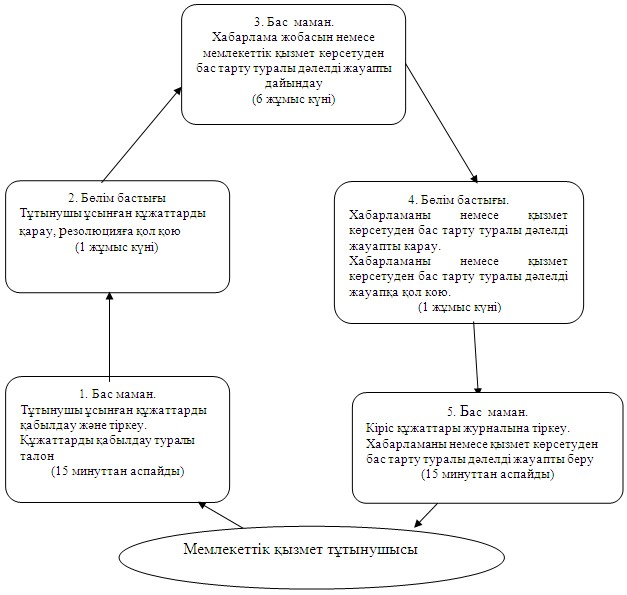 3. Бас маман.
Хабарлама жобасын немесе
мемлекеттік қызмет көрсетуден
бас тарту туралы дәлелді жауапты
дайындау
(6 жұмыс күні)
2. Бөлім бастығы
Тұтынушы ұсынған құжаттарды
қарау, резолюцияға қол қою
(1 жұмыс күні)
4. Бөлім бастығы.
Хабарламаны немесе қызмет
көрсетуден бас тарту туралы дәлелді
жауапты қарау.
Хабарламаны немесе қызмет
көрсетуден бас тарту туралы дәлелді
жауапқа қол қою.
(1 жұмыс күні)
1. Бас маман.
Тұтынушы ұсынған құжаттарды
қабылдау және тіркеу.
Құжаттарды қабылдау туралы
талон
(15 минуттан аспайды)
5. Бас маман.
Кіріс құжаттары журналына тіркеу.
Хабарламаны немесе қызмет көрсетуден
бас тарту туралы дәлелді жауапты беру
(15 минуттан аспайды)
Мемлекеттік қызмет тұтынушысы